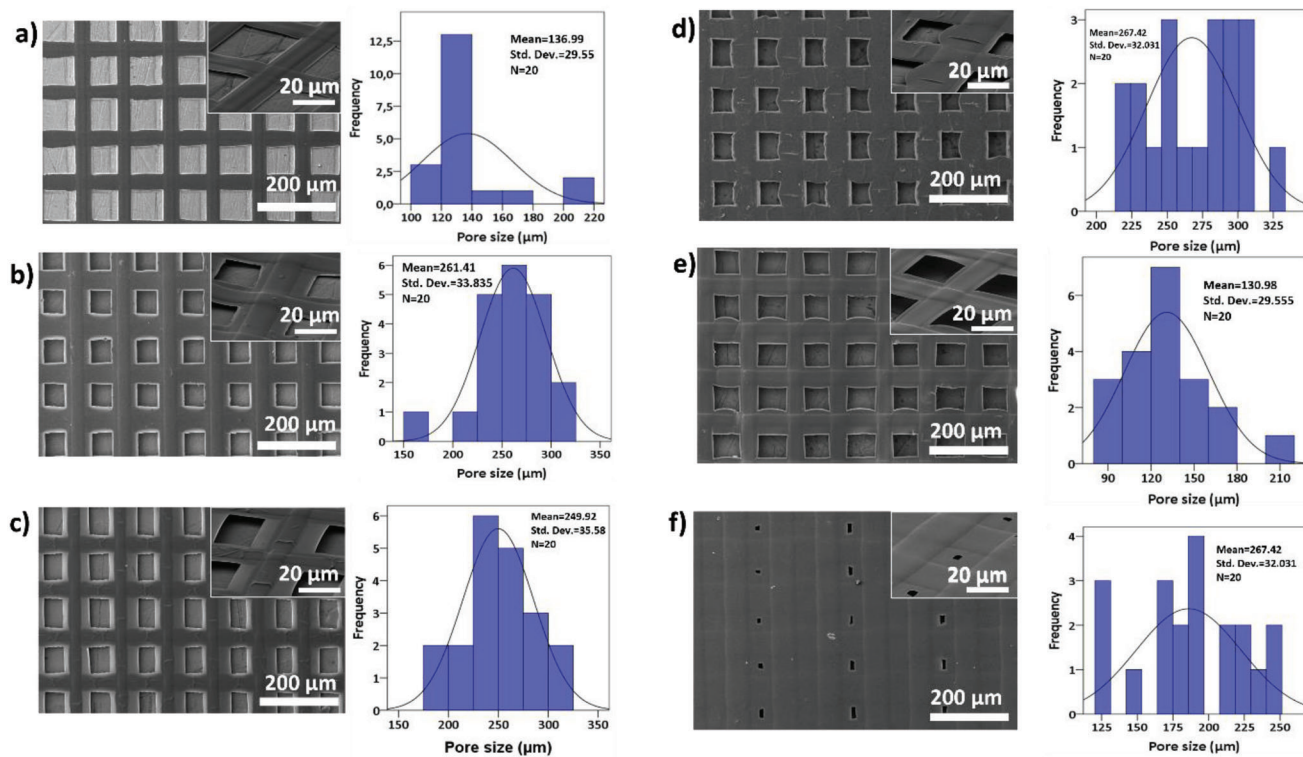 a)
20 µm
200 µm
Mean=136.99
Std. Dev.=29.55
N=20
Frequency
12,5
10,0
7,5
5,0
2,5
0,0
100 120 140 160 180 200 220
Pore size (µm)
b)
20 µm
200 µm
Mean=261.41
Std. Dev.=33.835
N=20
Frequency
6
5
4
3
2
1
0
150 200 250 300 350
Pore size (µm)
c)
20 µm
200 µm
Mean=249.92
Std. Dev.=35.58
N=20
Frequency
6
5
4
3
2
1
0
150 200 250 300 350
Pore size (µm)
d)
20 µm
200 µm
Mean=267.42
Std. Dev.=32.031
N=20
Frequency
3
2
1
0
200 225 250 275 300 325
Pore size (µm)
e)
20 µm
200 µm
Mean=130.98
Std. Dev.=29.555
N=20
Frequency
6
4
2
0
90 120 150 180 210
Pore size (µm)
f)
20 µm
200 µm
Mean=267.42
Std. Dev.=32.031
N=20
Frequency
4
3
2
1
0
125 150 175 200 225 250
Pore size (µm)